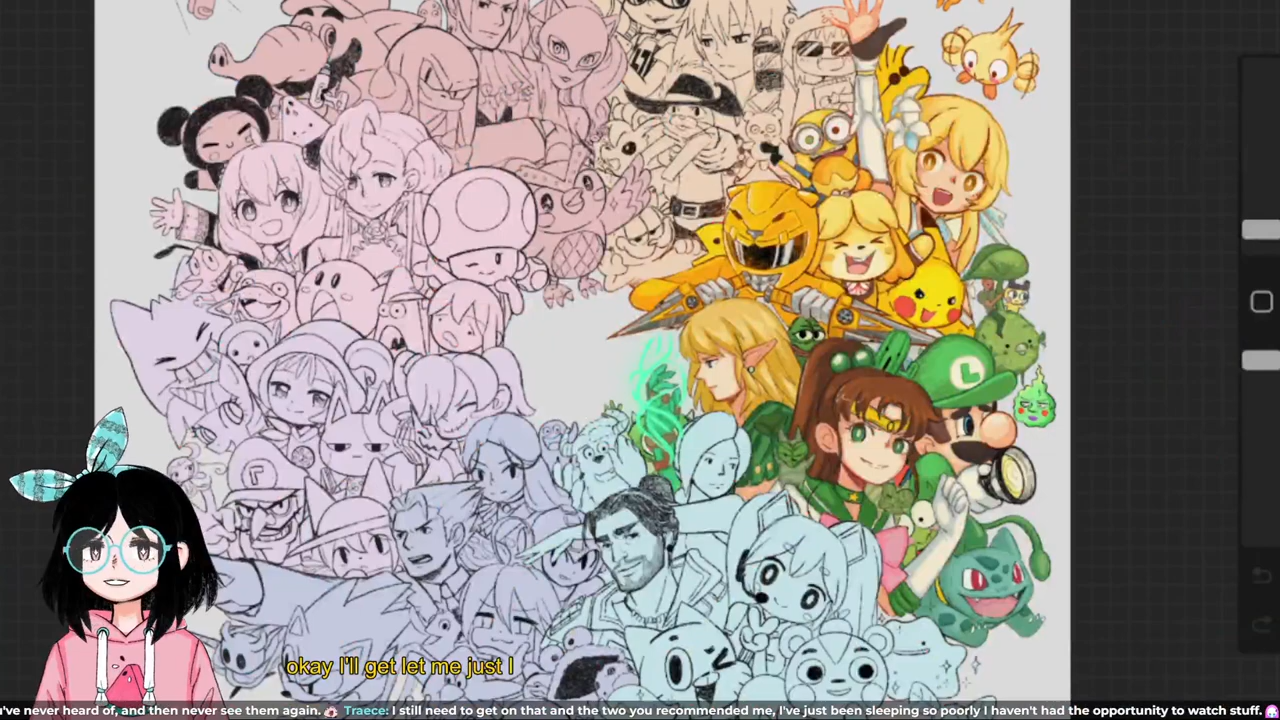 L
Γ
okay I'll get let me just I
u've never heard of, and then never see them again. Traece: I still need to get on that and the two you recommended me, I've just been sleeping so poorly I haven't had the opportunity to watch stuff.